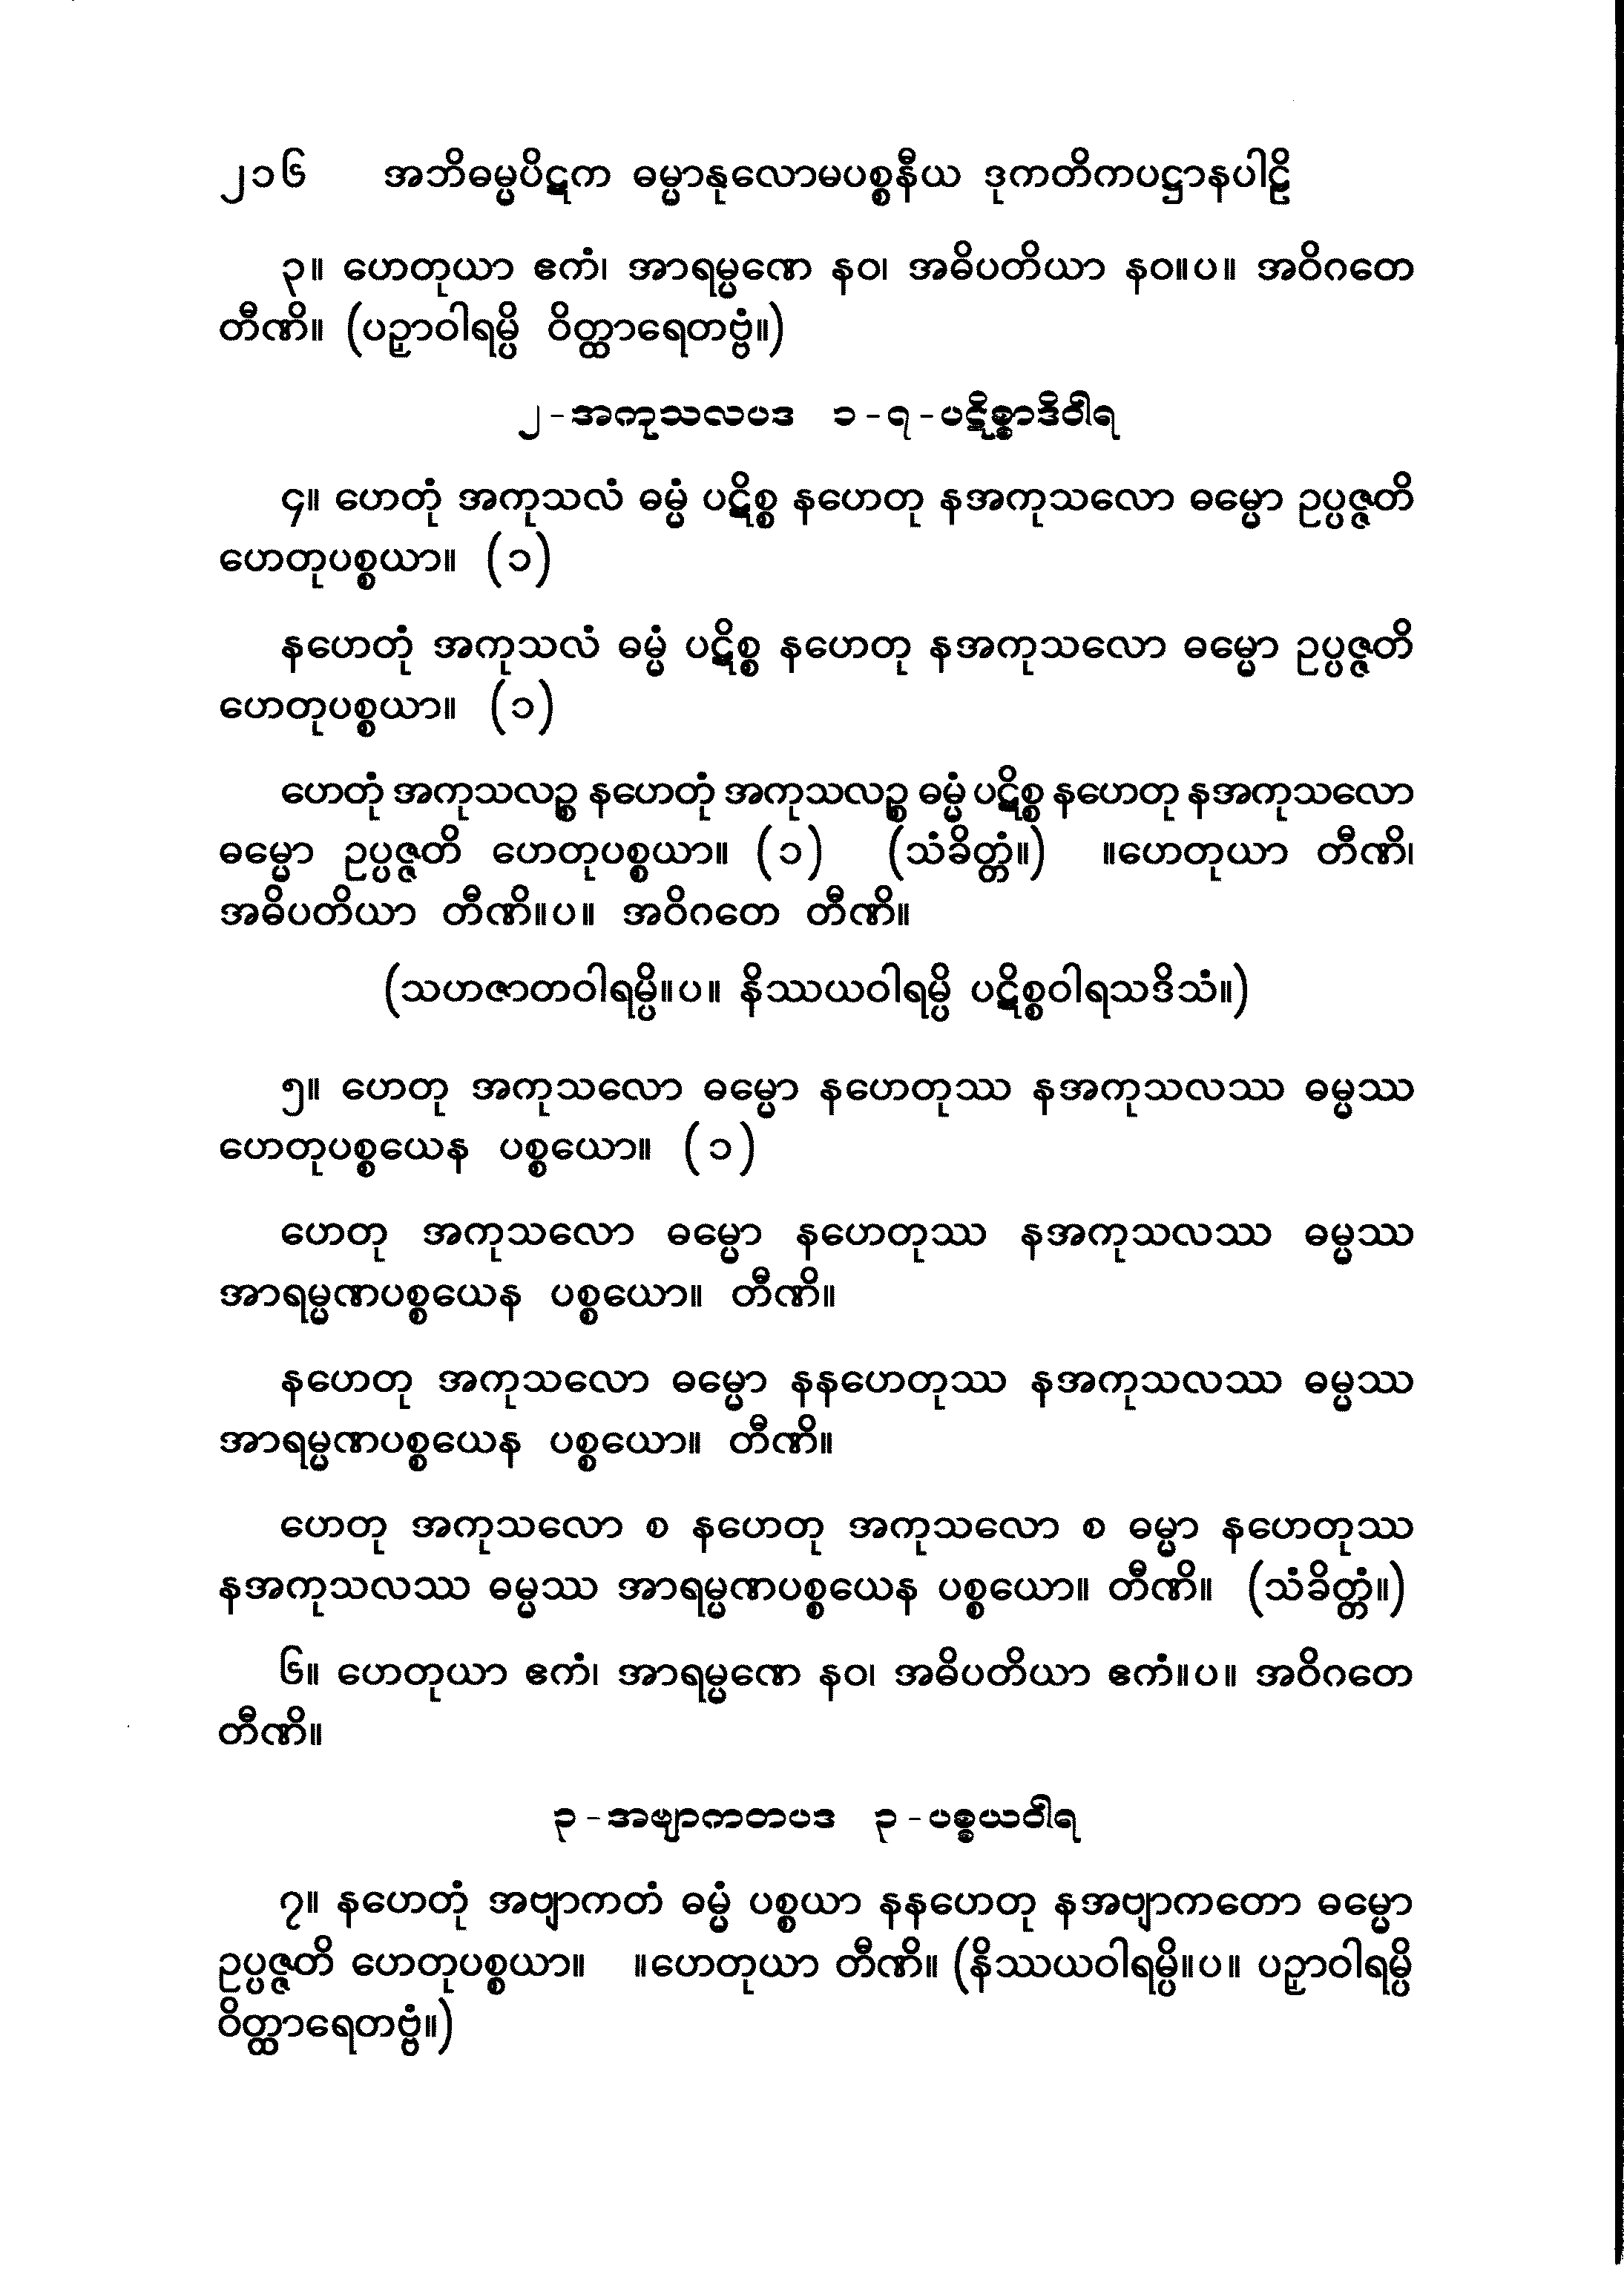 ၂၁၆ အဘိဓမ္မပိဋက ဓမ္မာနုလောမပစ္စနီယ ဒုကတိကပဋ္ဌာနပါဠိ
၃။ ဟေတုယာ ဧကံ၊ အာရမ္မဏေ နဝ၊ အဓိပတိယာ နဝ။ပ။ အဝိဂတေ
တီဏိ။ (ပဉှာဝါရမ္ပိ ဝိတ္ထာရေတဗ္ဗံ။)
၂-အကုသလပဒ ၁-၇-ပဋိစ္စာဒိဝါရ
၄။ ဟေတုံ အကုသလံ ဓမ္မံ ပဋိစ္စ နဟေတု နအကုသလော ဓမ္မော ဥပ္ပဇ္ဇတိ
ဟေတုပစ္စယာ။ (၁)
နဟေတုံ အကုသလံ ဓမ္မံ ပဋိစ္စ နဟေတု နအကုသလော ဓမ္မော ဥပ္ပဇ္ဇတိ
ဟေတုပစ္စယာ။ (၁)
ဟေတုံ အကုသလဉ္စ နဟေတုံ အကုသလဉ္စ ဓမ္မံ ပဋိစ္စ နဟေတု နအကုသလော
ဓမ္မော ဥပ္ပဇ္ဇတိ ဟေတုပစ္စယာ။ (၁) (သံခိတ္တံ။) ။ဟေတုယာ တီဏိ၊
အဓိပတိယာ တီဏိ။ပ။ အဝိဂတေ တီဏိ။
(သဟဇာတဝါရမ္ပိ။ပ။ နိဿယဝါရမ္ပိ ပဋိစ္စဝါရသဒိသံ။)
၅။ ဟေတု အကုသလော ဓမ္မော နဟေတုဿ နအကုသလဿ ဓမ္မဿ
ဟေတုပစ္စယေန ပစ္စယော။ (၁)
ဟေတု အကုသလော ဓမ္မော နဟေတုဿ နအကုသလဿ ဓမ္မဿ
အာရမ္မဏပစ္စယေန ပစ္စယော။ တီဏိ။
နဟေတု အကုသလော ဓမ္မော နနဟေတုဿ နအကုသလဿ ဓမ္မဿ
အာရမ္မဏပစ္စယေန ပစ္စယော။ တီဏိ။
ဟေတု အကုသလော စ နဟေတု အကုသလော စ ဓမ္မာ နဟေတုဿ
နအကုသလဿ ဓမ္မဿ အာရမ္မဏပစ္စယေန ပစ္စယော။ တီဏိ။ (သံခိတ္တံ။)
၆။ ဟေတုယာ ဧကံ၊ အာရမ္မဏေ နဝ၊ အဓိပတိယာ ဧကံ။ပ။ အဝိဂတေ
တီဏိ။
၃-အဗျာကတပဒ ၃-ပစ္စယဝါရ
၇။ နဟေတုံ အဗျာကတံ ဓမ္မံ ပစ္စယာ နနဟေတု နအဗျာကတော ဓမ္မော
ဥပ္ပဇ္ဇတိ ဟေတုပစ္စယာ။ ။ဟေတုယာ တီဏိ။ (နိဿယဝါရမ္ပိ။ပ။ ပဉှာဝါရမ္ပိ
ဝိတ္ထာရေတဗ္ဗံ။)